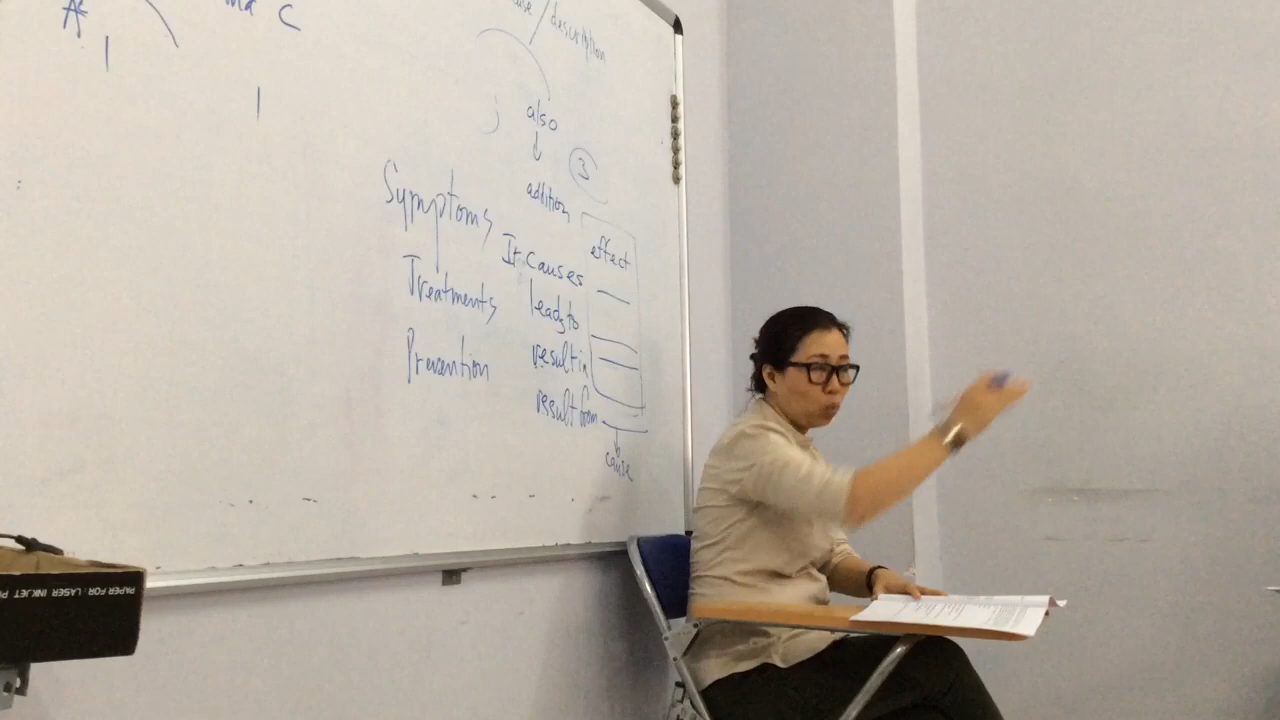 A
C
/description
also
3
addition
Symptoms
effect
It causes
Treatments
leads to
Prevention
result in
result from
cause
PAPER FOR: LASER INKJET